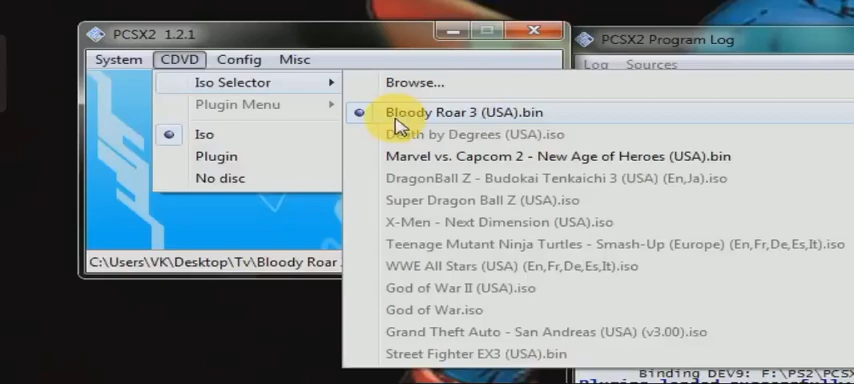 PCSX2 1.2.1
PCSX2 Program Log
System CDVD Config Misc
Log Sources
Iso Selector
Browse...
Plugin Menu
Bloody Roar 3 (USA).bin
Iso
Death by Degrees (USA).iso
Plugin
Marvel vs. Capcom 2 - New Age of Heroes (USA).bin
No disc
DragonBall Z - Budokai Tenkaichi 3 (USA) (En,Ja).iso
Super Dragon Ball Z (USA).iso
X-Men - Next Dimension (USA).iso
Teenage Mutant Ninja Turtles - Smash-Up (Europe) (En,Fr,De,Es,It).iso
C:\Users\VK\Desktop\Tv\Bloody Roar
WWE All Stars (USA) (En,Fr,De,Es,It).iso
God of War II (USA).iso
God of War.iso
Grand Theft Auto - San Andreas (USA) (v3.00).iso
Street Fighter EX3 (USA).bin
Binding DEV9: F:\PS2\PCSX
Plugins loaded successfully